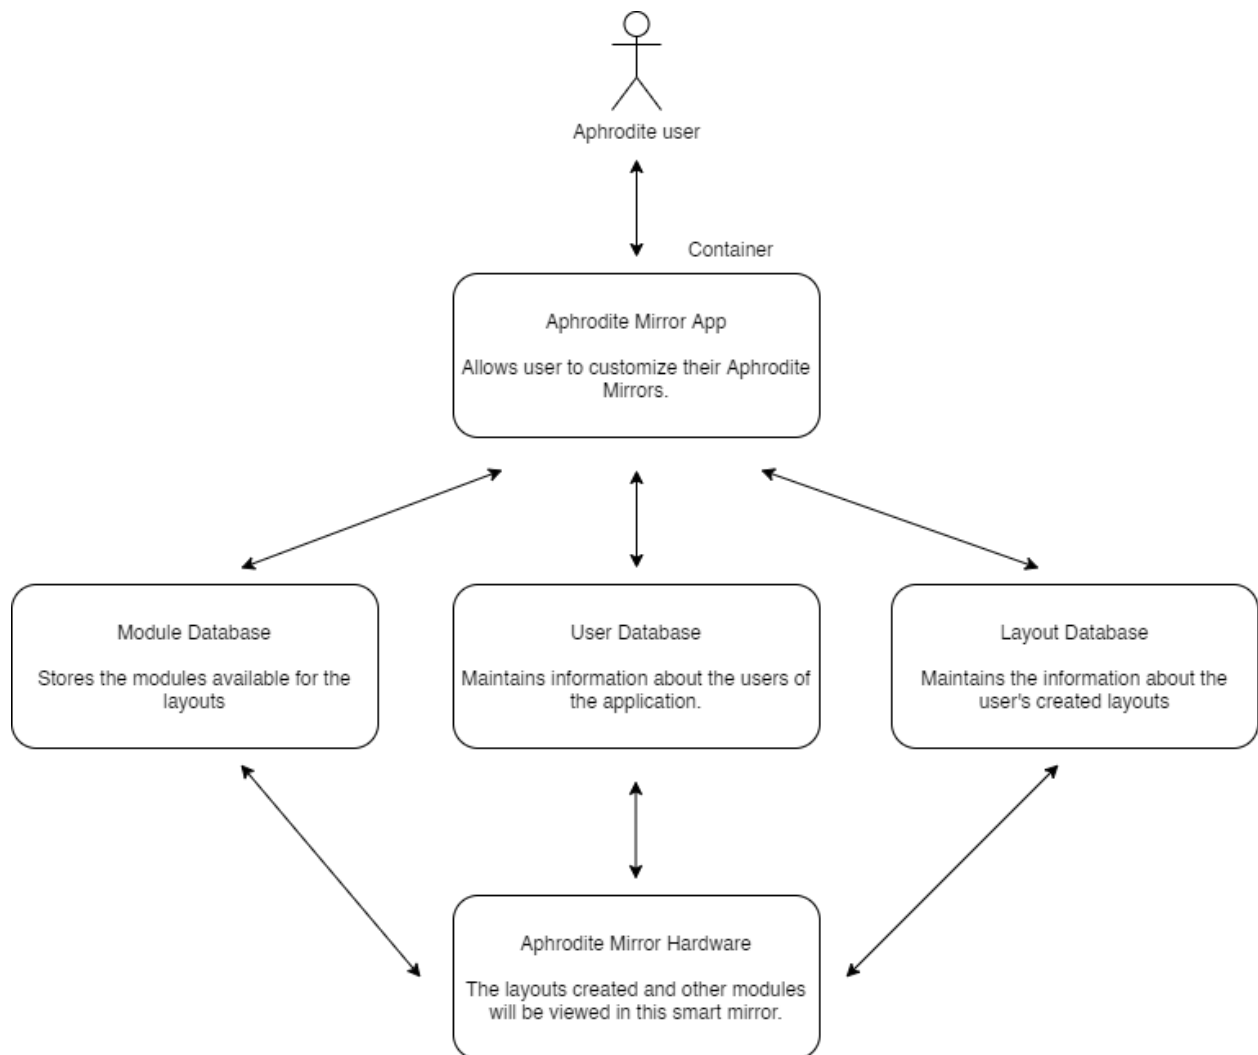 Aphrodite user
Container
Aphrodite Mirror App
Allows user to customize their Aphrodite
Mirrors.
Module Database
Stores the modules available for the
layouts
User Database
Maintains information about the users of
the application.
Layout Database
Maintains the information about the
user's created layouts
Aphrodite Mirror Hardware
The layouts created and other modules
will be viewed in this smart mirror.